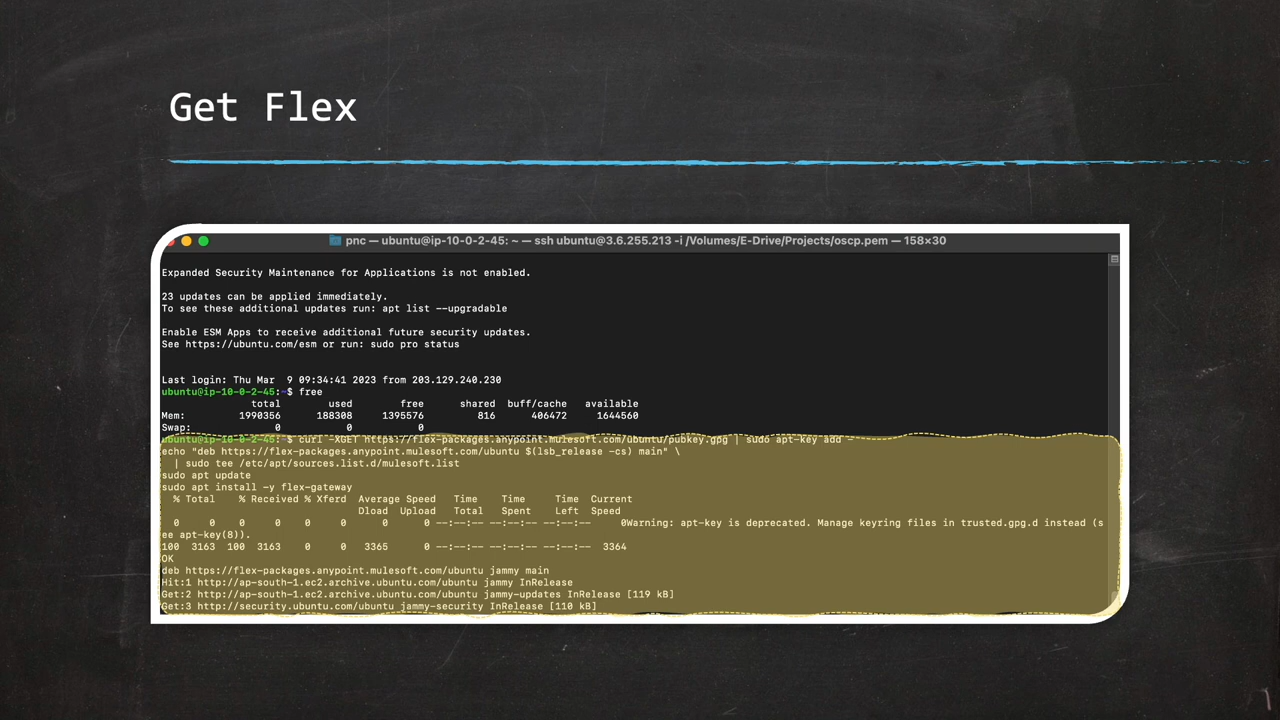 Get Flex
pnc — ubuntu@ip-10-0-2-45: ~ — ssh ubuntu@3.6.255.213 -i /Volumes/E-Drive/Projects/oscp.pem — 158×30
Expanded Security Maintenance for Applications is not enabled.
23 updates can be applied immediately.
To see these additional updates run: apt list --upgradable
Enable ESM Apps to receive additional future security updates.
See https://ubuntu.com/esm or run: sudo pro status
Last login: Thu Mar  9 09:34:41 2023 from 203.129.240.230
ubuntu@ip-10-0-2-45:~$ free
total        used        free      shared  buff/cache   available
Mem:         1990356      188308     1395576         816      406472     1644560
Swap:              0           0           0
ubuntu@ip-10-0-2-45:~$ curl -XGET https://flex-packages.anypoint.mulesoft.com/ubuntu/pubkey.gpg | sudo apt-key add -
echo "deb https://flex-packages.anypoint.mulesoft.com/ubuntu $(lsb_release -cs) main" \
| sudo tee /etc/apt/sources.list.d/mulesoft.list
sudo apt update
sudo apt install -y flex-gateway
% Total    % Received % Xferd  Average Speed   Time    Time     Time  Current
Dload  Upload   Total   Spent    Left  Speed
0     0    0     0    0     0      0      0 --:--:-- --:--:-- --:--:--     0Warning: apt-key is deprecated. Manage keyring files in trusted.gpg.d instead (s
ee apt-key(8)).
100  3163  100  3163    0     0   3365      0 --:--:-- --:--:-- --:--:--  3364
OK
deb https://flex-packages.anypoint.mulesoft.com/ubuntu jammy main
Hit:1 http://ap-south-1.ec2.archive.ubuntu.com/ubuntu jammy InRelease
Get:2 http://ap-south-1.ec2.archive.ubuntu.com/ubuntu jammy-updates InRelease [119 kB]
Get:3 http://security.ubuntu.com/ubuntu jammy-security InRelease [110 kB]